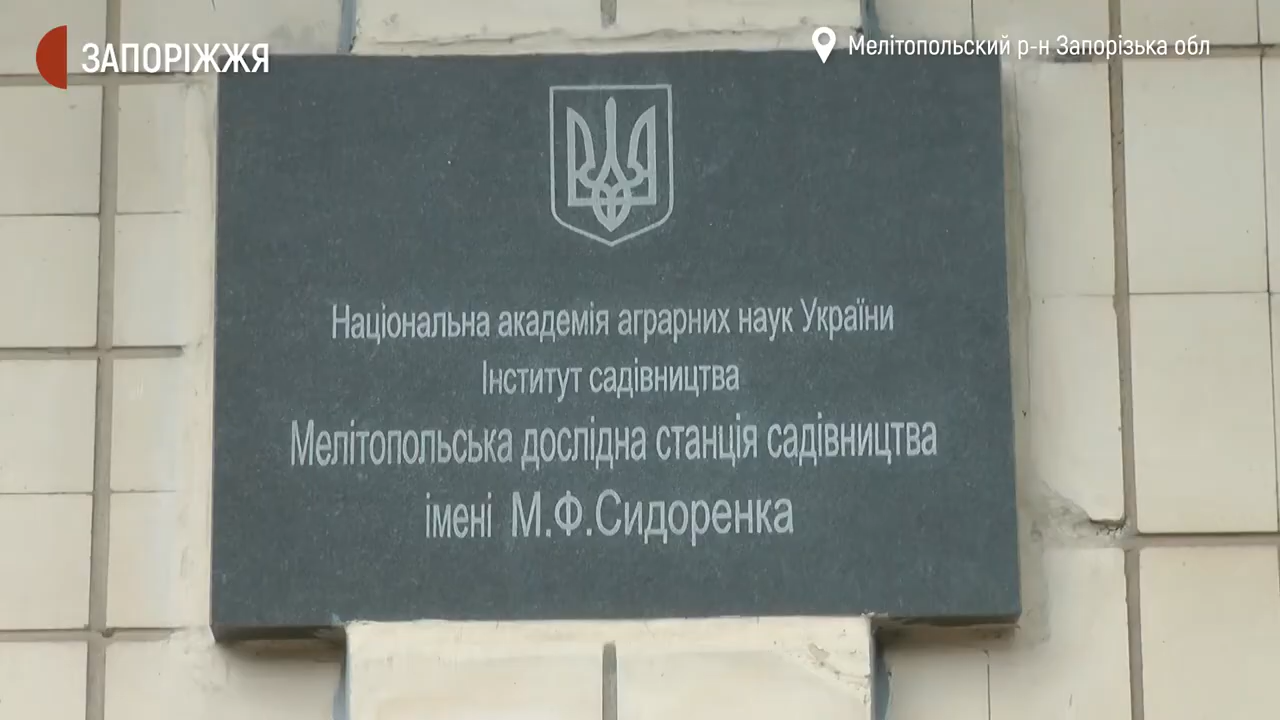 ЗАПОРІЖЖЯ
Мелітопольский р-н Запорізька обл
Національна академія аграрних наук України
Інститут садівництва
Мелітопольська дослідна станція садівництва
імені М.Ф.Сидоренка